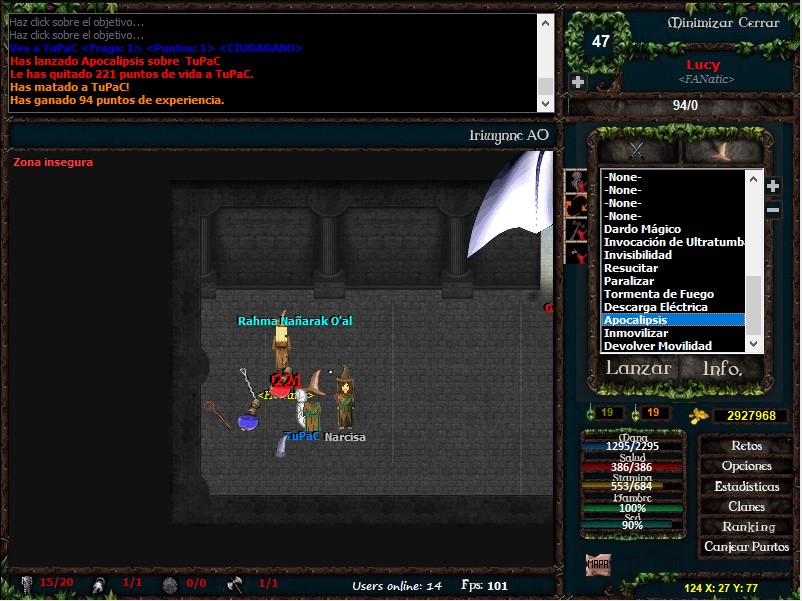 Haz click sobre el objetivo...
Haz click sobre el objetivo...
Ves a TuPaC <Frags: 1> <Puntos: 1> <CIUDADANO>
Has lanzado Apocalipsis sobre TuPaC
Le has quitado 221 puntos de vida a TuPaC.
Has matado a TuPaC!
Has ganado 94 puntos de experiencia.
Minimizar Cerrar
47
Lucy
<FANatic>
94/0
Iriwynne AO
Zona insegura
-None-
-None-
-None-
-None-
Dardo Mágico
Invocación de Ultratumba
Invisibilidad
Resucitar
Paralizar
Tormenta de Fuego
Descarga Eléctrica
Apocalipsis
Inmovilizar
Devolver Movilidad
Lanzar Info.
Rahma Nañarak O'al
221
TuPaC Narcisa
G
19 19 2927968
Mana
1295/2295
Salud
386/386
Stamina
553/684
Hambre
100%
Sed
90%
Retos
Opciones
Estadisticas
Clanes
Ranking
Canjear Puntos
MAPA
15/20 1/1 0/0 1/1 Users online: 14 Fps: 101
124 X: 27 Y: 77